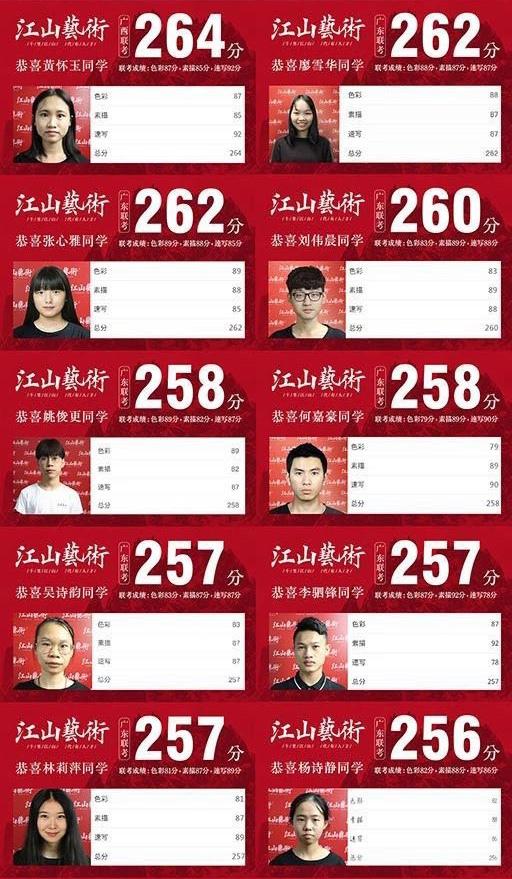 江山藝術
广西联考
264分
恭喜黄怀玉同学
联考成绩:色彩87分,素描85分,速写92分
色彩 87
素描 85
速写 92
总分 264
江山藝術
广东联考
262分
恭喜廖雪华同学
联考成绩:色彩88分,素描87分,速写87分
色彩 88
素描 87
速写 87
总分 262
江山藝術
广东联考
262分
恭喜张心雅同学
联考成绩:色彩89分,素描88分,速写85分
色彩 89
素描 88
速写 85
总分 262
江山藝術
广东联考
260分
恭喜刘伟晨同学
联考成绩:色彩83分,素描89分,速写88分
色彩 83
素描 89
速写 88
总分 260
江山藝術
广东联考
258分
恭喜姚俊更同学
联考成绩:色彩89分,素描82分,速写87分
色彩 89
素描 82
速写 87
总分 258
江山藝術
广东联考
258分
恭喜何嘉豪同学
联考成绩:色彩79分,素描89分,速写90分
色彩 79
素描 89
速写 90
总分 258
江山藝術
广东联考
257分
恭喜吴诗韵同学
联考成绩:色彩83分,素描87分,速写87分
色彩 83
素描 87
速写 87
总分 257
江山藝術
广东联考
257分
恭喜李驷锋同学
联考成绩:色彩87分,素描92分,速写78分
色彩 87
素描 92
速写 78
总分 257
江山藝術
广东联考
257分
恭喜林莉萍同学
联考成绩:色彩81分,素描87分,速写89分
色彩 81
素描 87
速写 89
总分 257
江山藝術
广东联考
256分
恭喜杨诗静同学
联考成绩:色彩82分,素描88分,速写86分
色彩 82
素描 88
速写 86
总分 256